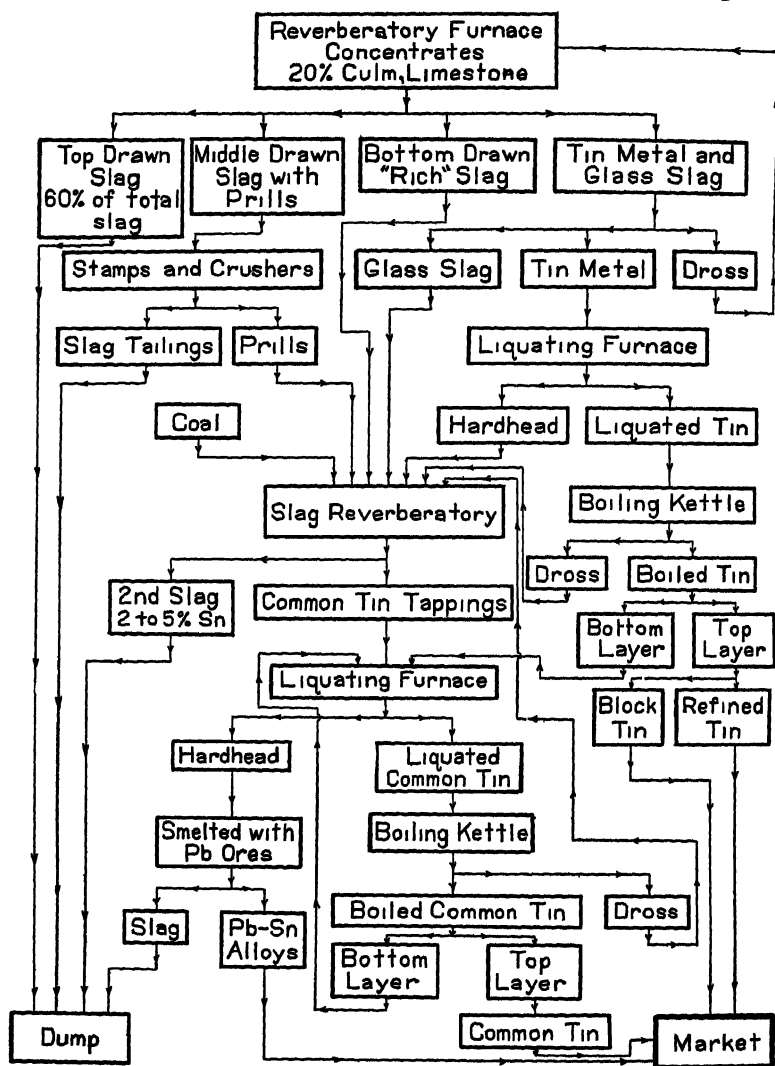 Reverberatory Furnace
Concentrates
20% Culm, Limestone
Top Drawn
Slag
60% of total
slag
Middle Drawn
Slag with
Prills
Bottom Drawn
"Rich" Slag
Tin Metal and
Glass Slag
Stamps and Crushers
Glass Slag
Tin Metal
Dross
Slag Tailings
Prills
Liquating Furnace
Coal
Hardhead
Liquated Tin
Slag Reverberatory
Boiling Kettle
2nd Slag
2 to 5% Sn
Common Tin Tappings
Dross
Boiled Tin
Bottom
Layer
Top
Layer
Liquating Furnace
Block
Tin
Refined
Tin
Hardhead
Liquated
Common Tin
Smelted with
Pb Ores
Boiling Kettle
Slag
Pb-Sn
Alloys
Boiled Common Tin
Dross
Bottom
Layer
Top
Layer
Dump
Common Tin
Market